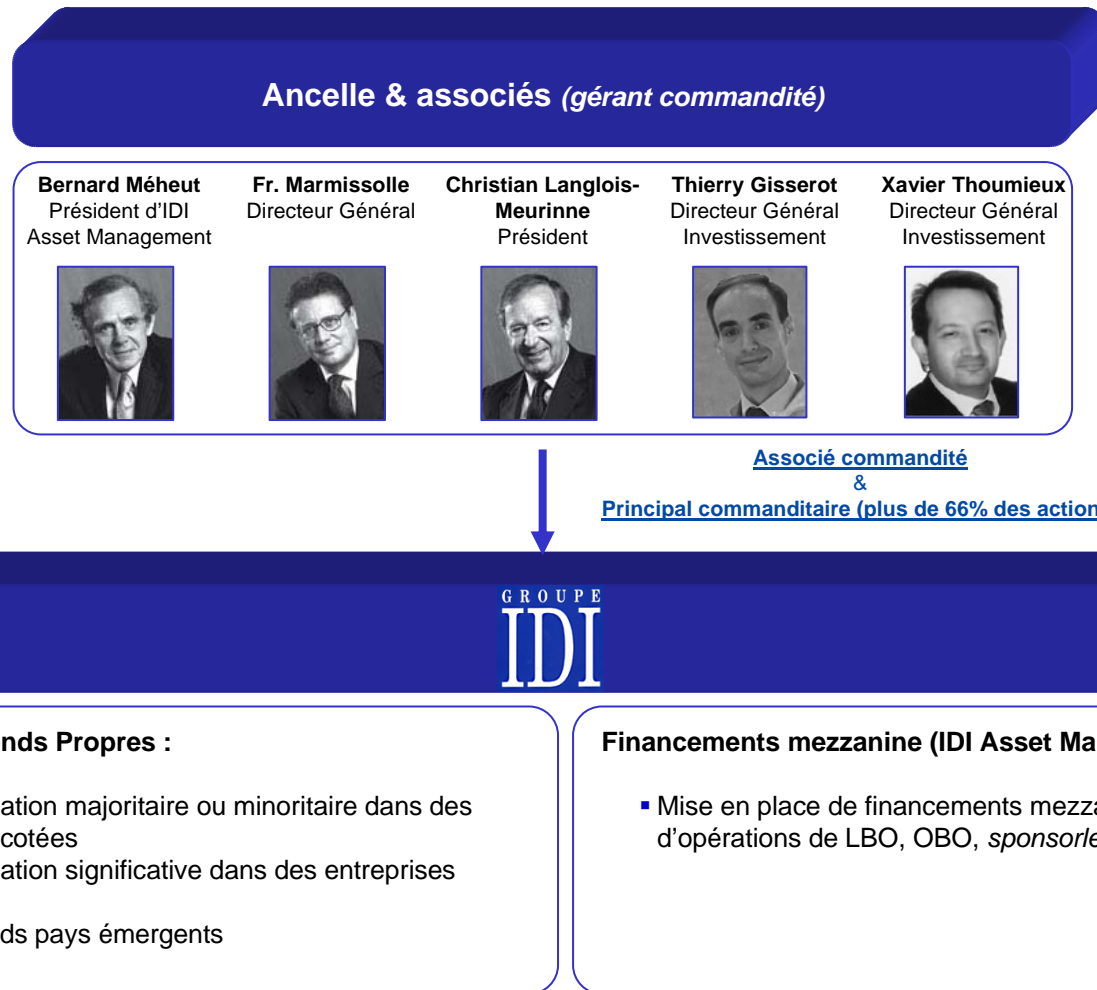 Ancelle & associés (gérant commandité)
Bernard Méheut
Président d'IDI
Asset Management
Fr. Marmissolle
Directeur Général
Christian Langlois-
Meurinne
Président
Thierry Gisserot
Directeur Général
Investissement
Xavier Thoumieux
Directeur Général
Investissement
Associé commandité
&
Principal commanditaire (plus de 66% des action
GROUPE
IDI
nds Propres :
ation majoritaire ou minoritaire dans des
cotées
ation significative dans des entreprises
ds pays émergents
Financements mezzanine (IDI Asset Ma
▪ Mise en place de financements mezza
d'opérations de LBO, OBO, sponsorle